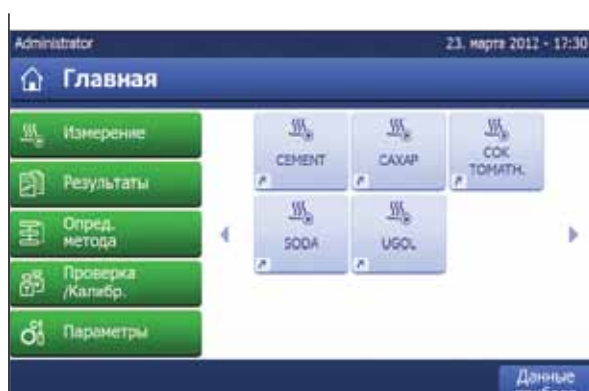 Administrator
23. марта 2012 - 17:30
Главная
Измерение
Результаты
Опред.
метода
Проверка
/Калибр.
Параметры
CEMENT
САХАР
СОК
ТОМАТН.
SODA
UGOL
Данные